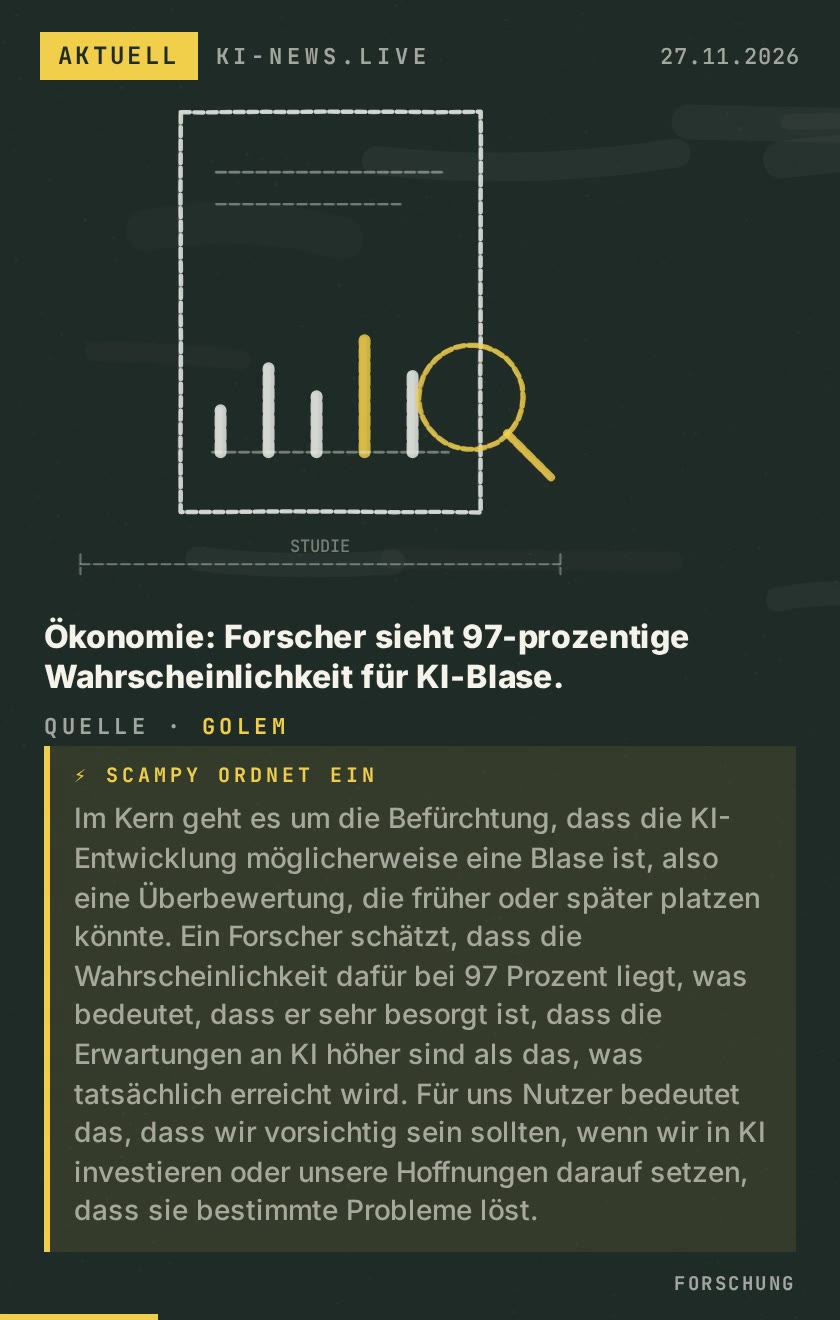 AKTUELL KI-NEWS.LIVE 27.11.2026
STUDIE
Ökonomie: Forscher sieht 97-prozentige
Wahrscheinlichkeit für KI-Blase.
QUELLE · GOLEM
⚡ SCAMPY ORDNET EIN
Im Kern geht es um die Befürchtung, dass die KI-
Entwicklung möglicherweise eine Blase ist, also
eine Überbewertung, die früher oder später platzen
könnte. Ein Forscher schätzt, dass die
Wahrscheinlichkeit dafür bei 97 Prozent liegt, was
bedeutet, dass er sehr besorgt ist, dass die
Erwartungen an KI höher sind als das, was
tatsächlich erreicht wird. Für uns Nutzer bedeutet
das, dass wir vorsichtig sein sollten, wenn wir in KI
investieren oder unsere Hoffnungen darauf setzen,
dass sie bestimmte Probleme löst.
FORSCHUNG